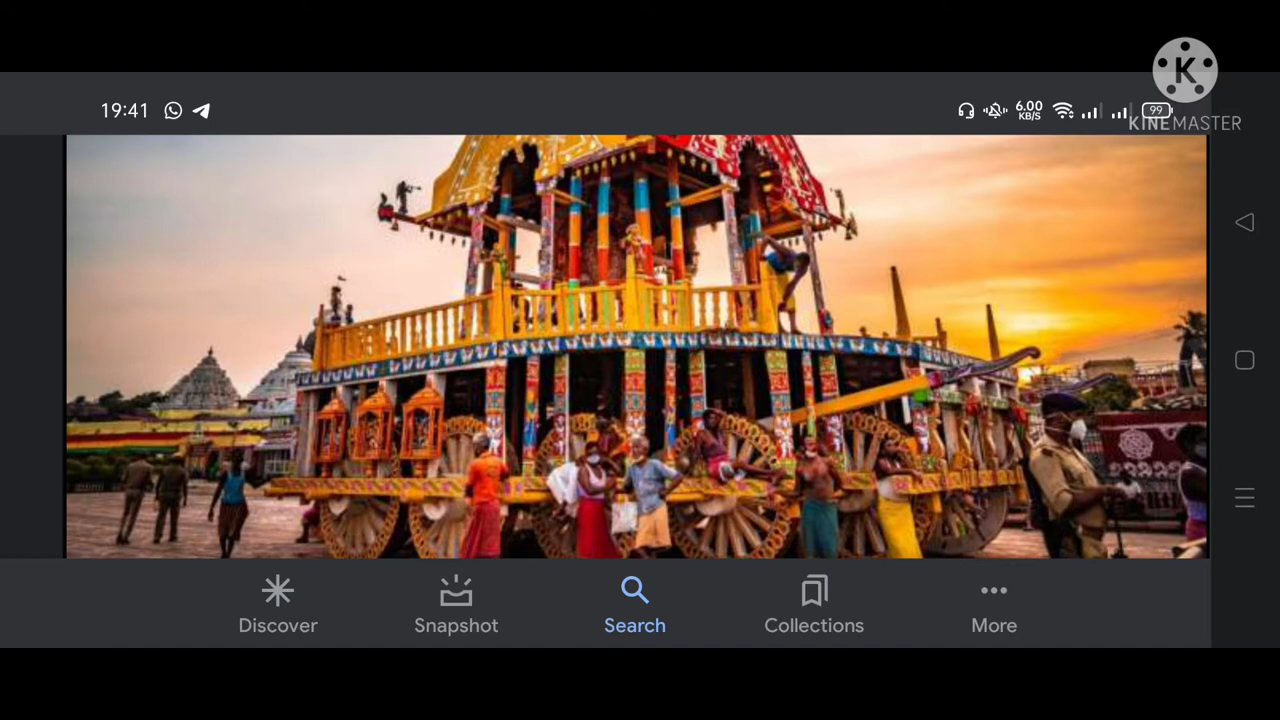 19:41
6.00
KB/S
99
K
KINEMASTER
Discover
Snapshot
Search
Collections
More